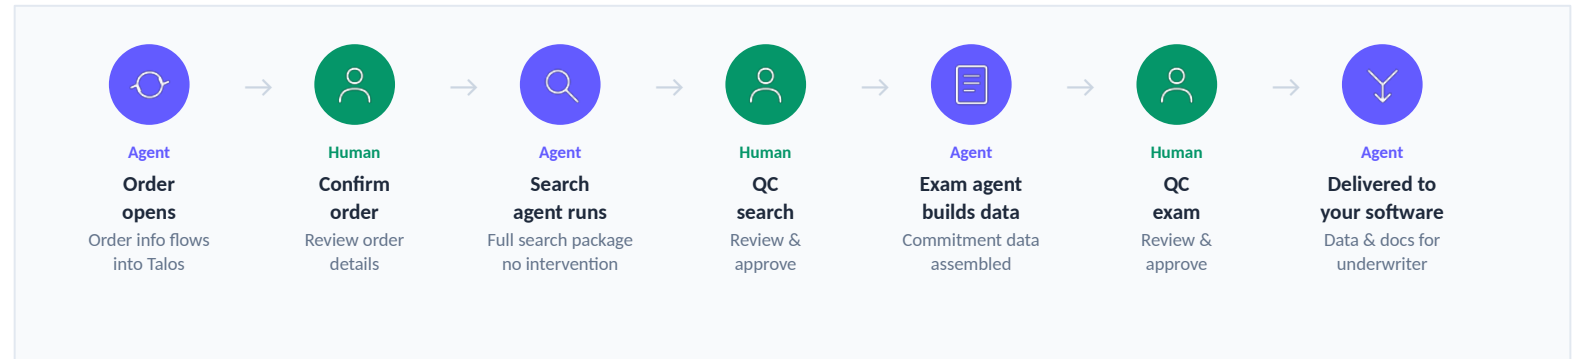 Agent
Order
opens
Order info flows
into Talos
Human
Confirm
order
Review order
details
Agent
Search
agent runs
Full search package
no intervention
Human
QC
search
Review &
approve
Agent
Exam agent
builds data
Commitment data
assembled
Human
QC
exam
Review &
approve
Agent
Delivered to
your software
Data & docs for
underwriter